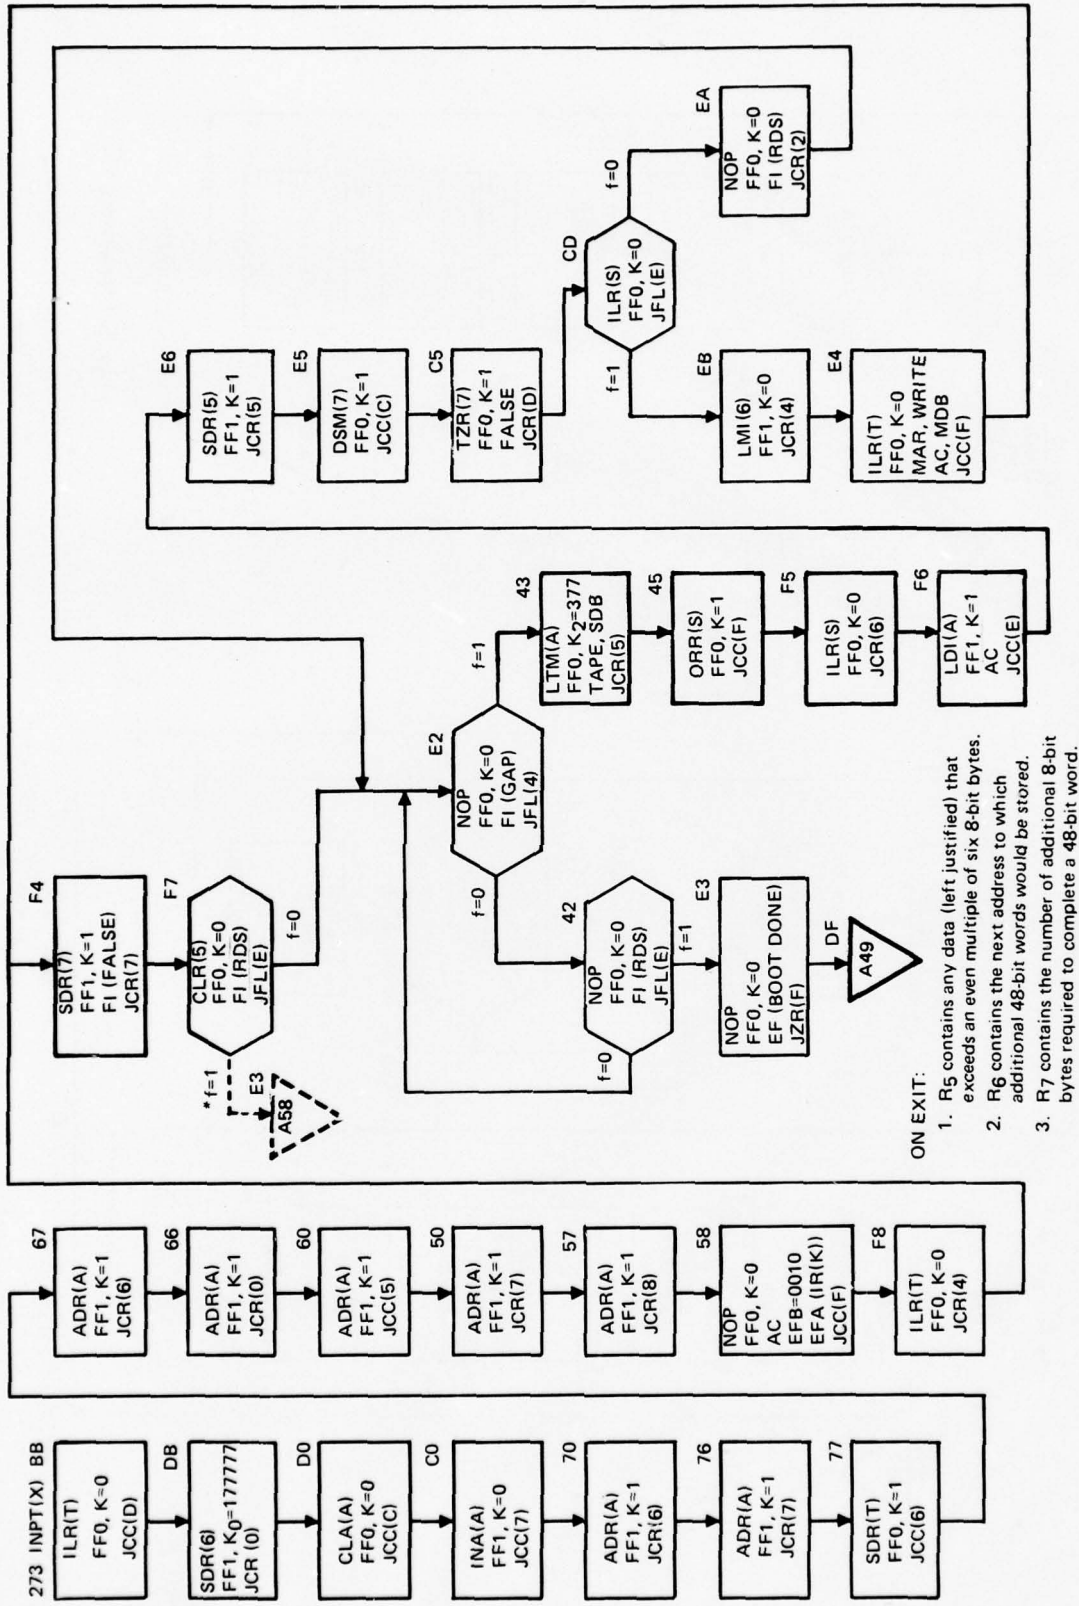 273 INPT(X) BB
ILR(T)
FF0, K=0
JCC(D)
DB
SDR(6)
FF1, K0=177777
JCR (0)
D0
CLA(A)
FF0, K=0
JCC(C)
C0
INA(A)
FF1, K=0
JCC(7)
70
ADR(A)
FF1, K=1
JCR(6)
76
ADR(A)
FF1, K=1
JCR(7)
77
SDR(T)
FF0, K=1
JCC(6)
67
ADR(A)
FF1, K=1
JCR(6)
66
ADR(A)
FF1, K=1
JCR(0)
60
ADR(A)
FF1, K=1
JCC(5)
50
ADR(A)
FF1, K=1
JCR(7)
57
ADR(A)
FF1, K=1
JCR(8)
58
NOP
FF0, K=0
AC
EFB=0010
EFA (IR(K))
JCC(F)
F8
ILR(T)
FF0, K=0
JCR(4)
F4
SDR(7)
FF1, K=1
FI (FALSE)
JCR(7)
F7
CLR(5)
FF0, K=0
FI (RDS)
JFL(E)
*f=1
E3
A58
f=0
E2
NOP
FF0, K=0
FI (GAP)
JFL(4)
f=0
f=1
42
NOP
FF0, K=0
FI (RDS)
JFL(E)
f=0
f=1
E3
NOP
FF0, K=0
EF (BOOT DONE)
JZR(F)
DF
A49
43
LTM(A)
FF0, K2=377
TAPE, SDB
JCR(5)
45
ORR(S)
FF0, K=1
JCC(F)
F5
ILR(S)
FF0, K=0
JCR(6)
F6
LDI(A)
FF1, K=1
AC
JCC(E)
E6
SDR(5)
FF1, K=1
JCR(5)
E5
DSM(7)
FF0, K=1
JCC(C)
C5
TZR(7)
FF0, K=1
FALSE
JCR(D)
CD
ILR(S)
FF0, K=0
JFL(E)
f=1
f=0
EB
LMI(6)
FF1, K=0
JCR(4)
E4
ILR(T)
FF0, K=0
MAR, WRITE
AC, MDB
JCC(F)
EA
NOP
FF0, K=0
FI (RDS)
JCR(2)
ON EXIT:
1. R5 contains any data (left justified) that
exceeds an even multiple of six 8-bit bytes.
2. R6 contains the next address to which
additional 48-bit words would be stored.
3. R7 contains the number of additional 8-bit
bytes required to complete a 48-bit word.